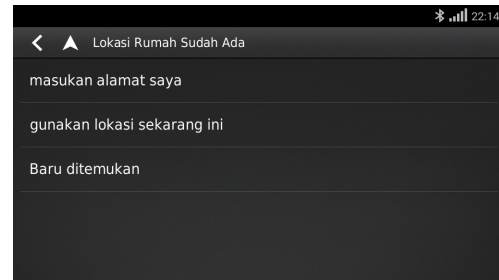 22:14
Lokasi Rumah Sudah Ada
masukan alamat saya
gunakan lokasi sekarang ini
Baru ditemukan